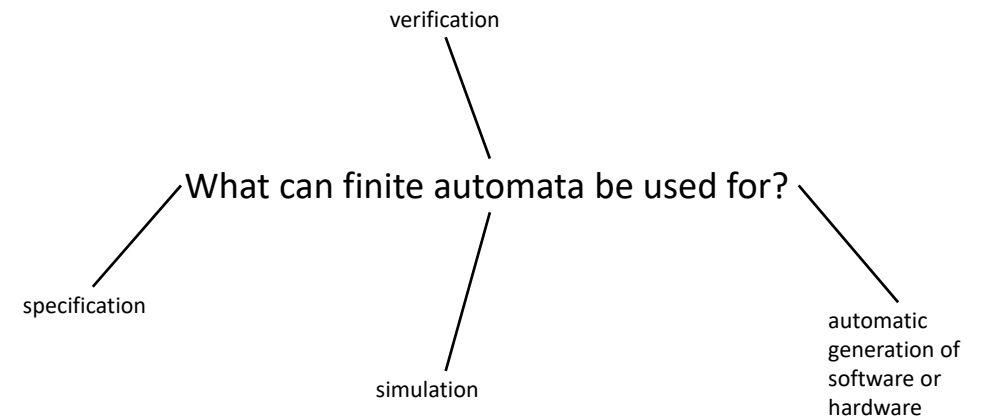 verification
What can finite automata be used for?
specification
simulation
automatic
generation of
software or
hardware